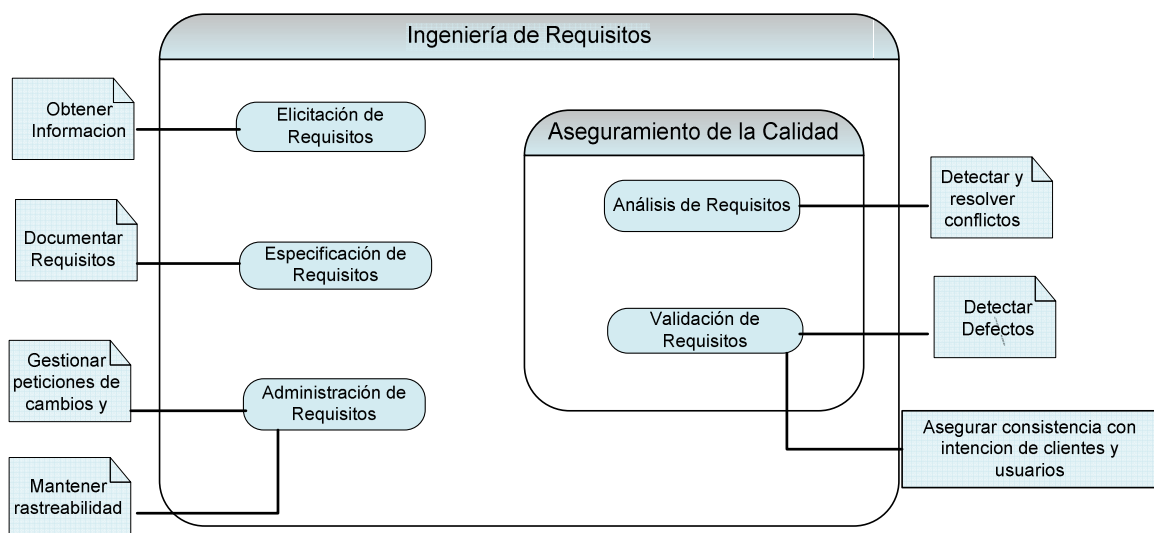 Ingeniería de Requisitos
Obtener
Informacion
Elicitación de
Requisitos
Aseguramiento de la Calidad
Análisis de Requisitos
Detectar y
resolver
conflictos
Documentar
Requisitos
Especificación de
Requisitos
Validación de
Requisitos
Detectar
Defectos
Gestionar
peticiones de
cambios y
Administración de
Requisitos
Asegurar consistencia con
intencion de clientes y
usuarios
Mantener
rastreabilidad